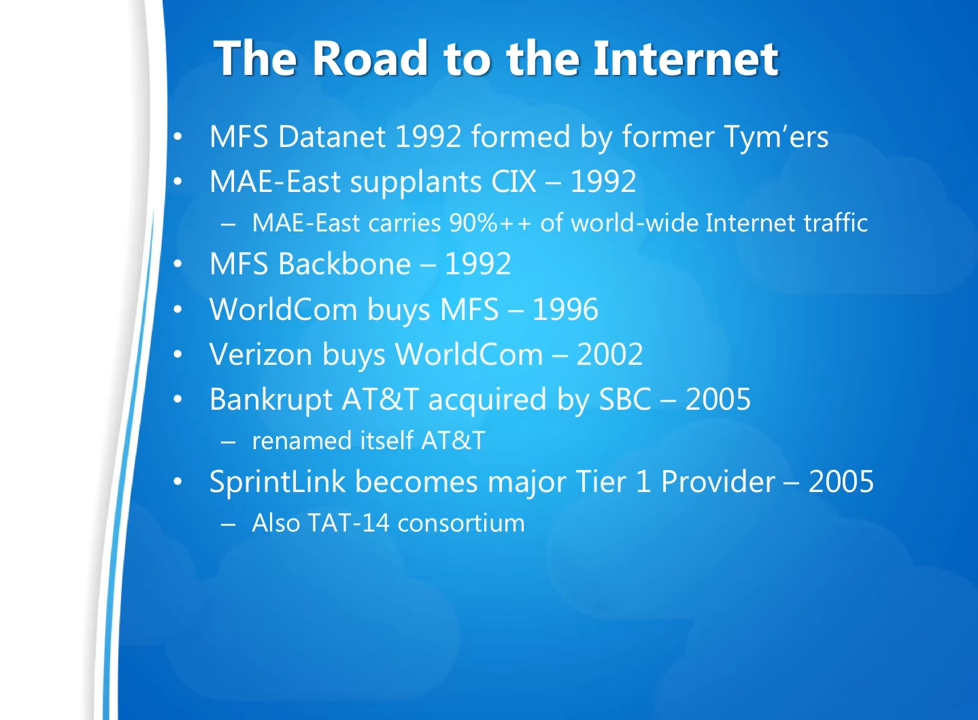 The Road to the Internet
• MFS Datanet 1992 formed by former Tym’ers
• MAE-East supplants CIX – 1992
– MAE-East carries 90%++ of world-wide Internet traffic
• MFS Backbone – 1992
• WorldCom buys MFS – 1996
• Verizon buys WorldCom – 2002
• Bankrupt AT&T acquired by SBC – 2005
– renamed itself AT&T
• SprintLink becomes major Tier 1 Provider – 2005
– Also TAT-14 consortium